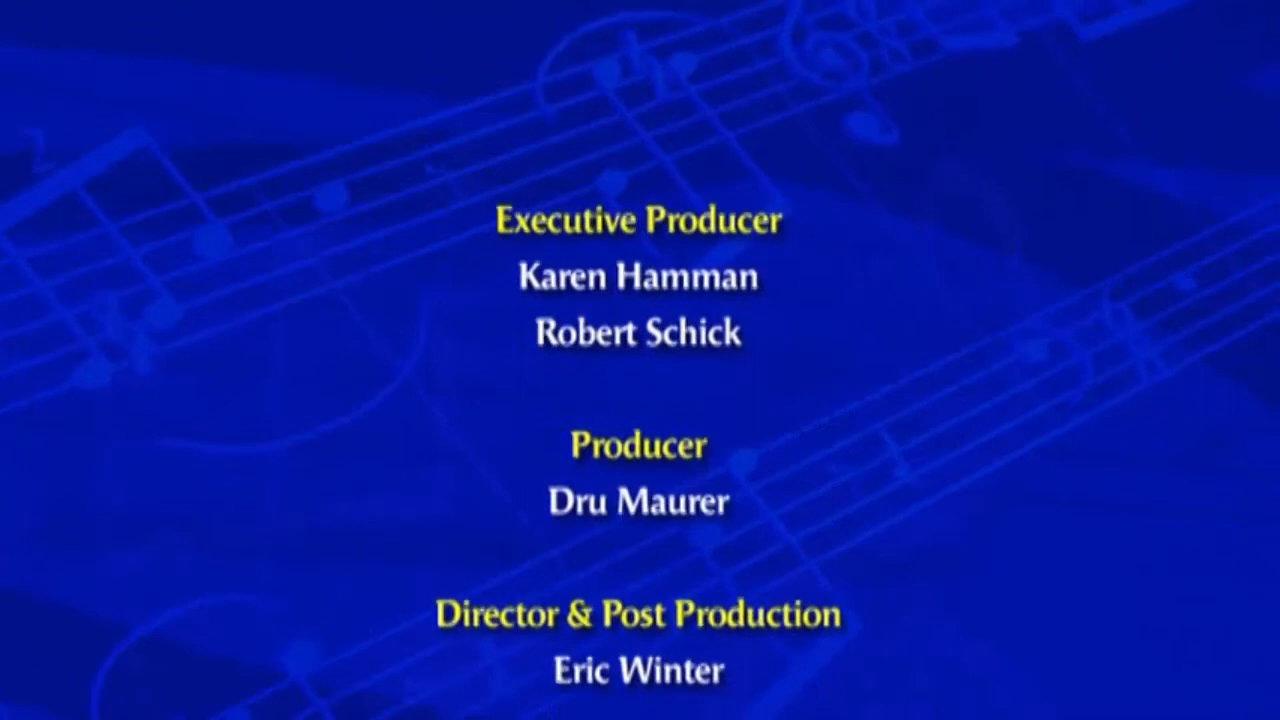 Executive Producer
Karen Hamman
Robert Schick
Producer
Dru Maurer
Director & Post Production
Eric Winter